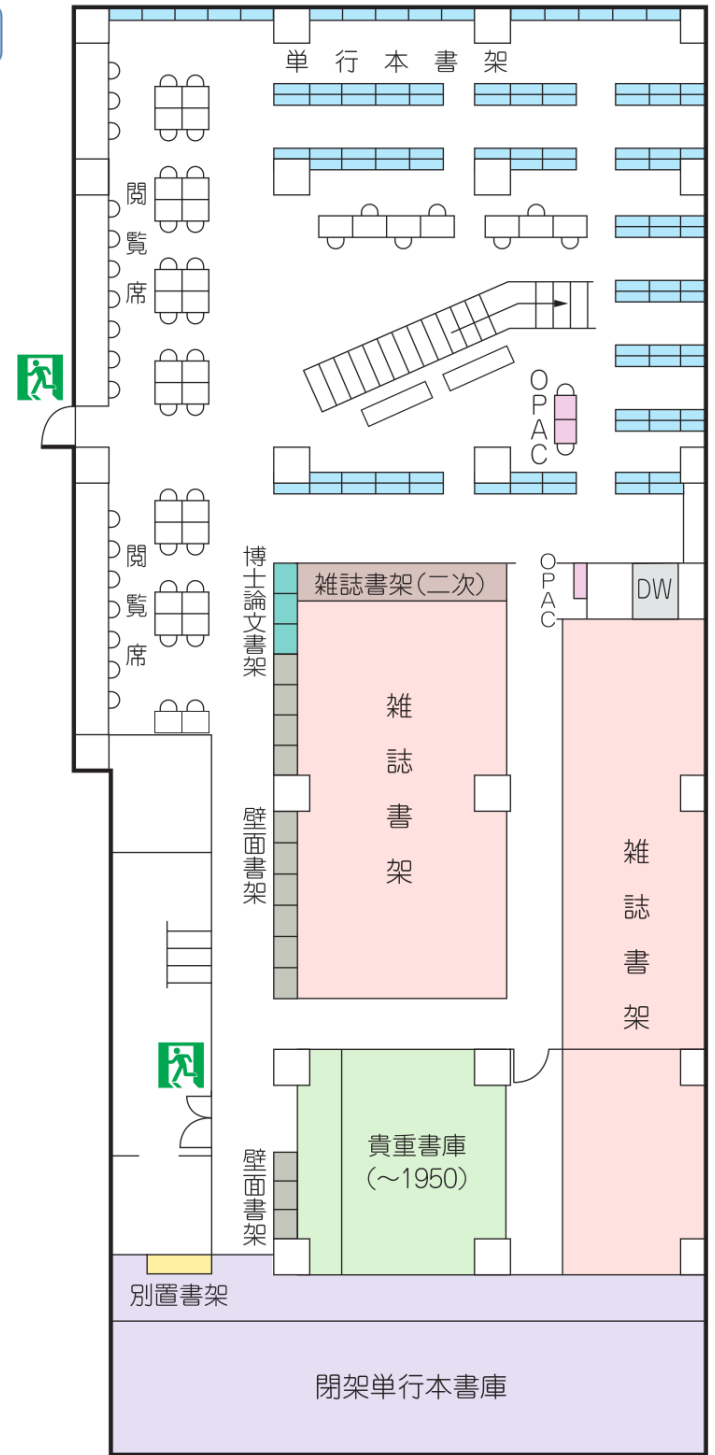 単行本書架
閲覧席
OPAC
閲覧席
博士論文書架
雑誌書架(二次)
OPAC
DW
雑誌書架
壁面書架
雑誌書架
貴重書庫
(～1950)
壁面書架
別置書架
閉架単行本書庫